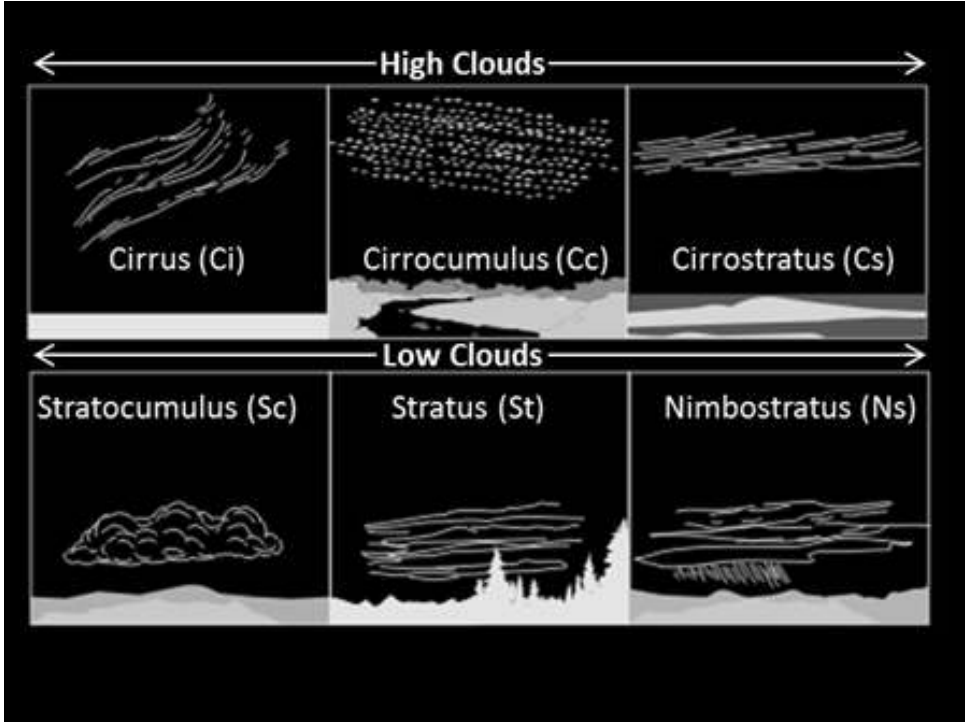 High Clouds
Cirrus (Ci)
Cirrocumulus (Cc)
Cirrostratus (Cs)
Low Clouds
Stratocumulus (Sc)
Stratus (St)
Nimbostratus (Ns)